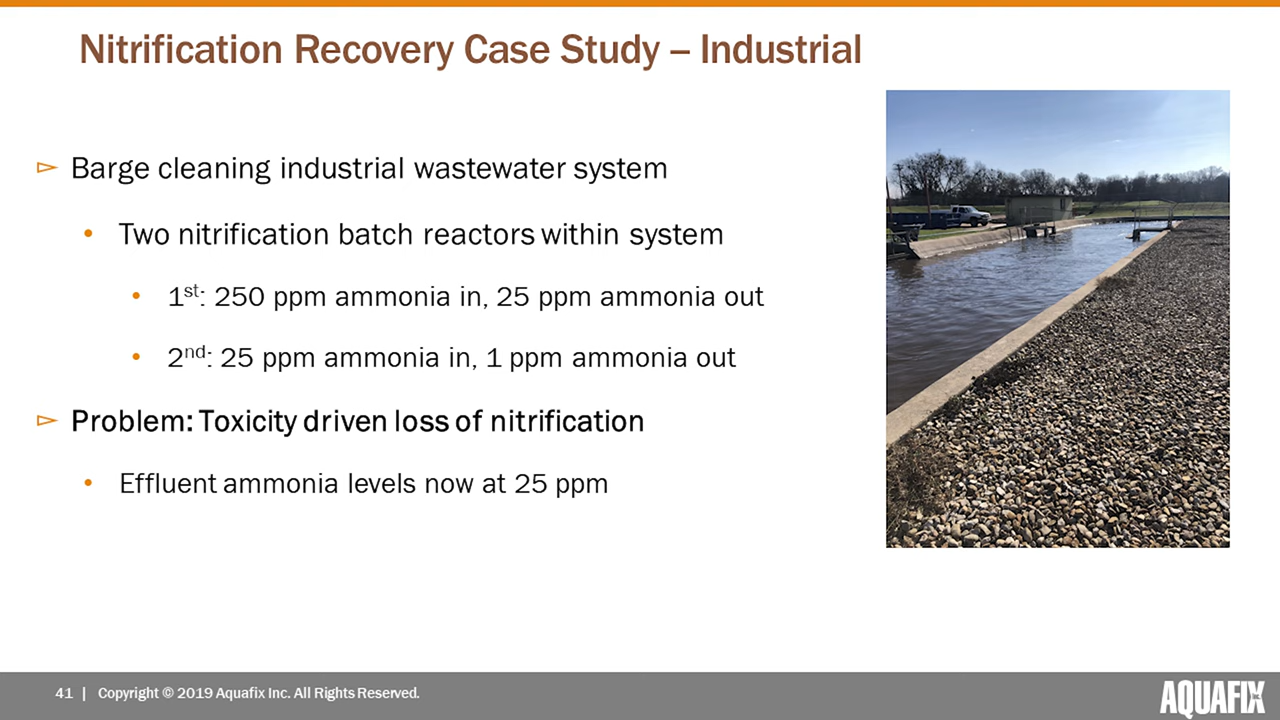 Nitrification Recovery Case Study – Industrial
Barge cleaning industrial wastewater system
Two nitrification batch reactors within system
1st: 250 ppm ammonia in, 25 ppm ammonia out
2nd: 25 ppm ammonia in, 1 ppm ammonia out
Problem: Toxicity driven loss of nitrification
Effluent ammonia levels now at 25 ppm
41 | Copyright © 2019 Aquafix Inc. All Rights Reserved.
AQUAFIX Inc.